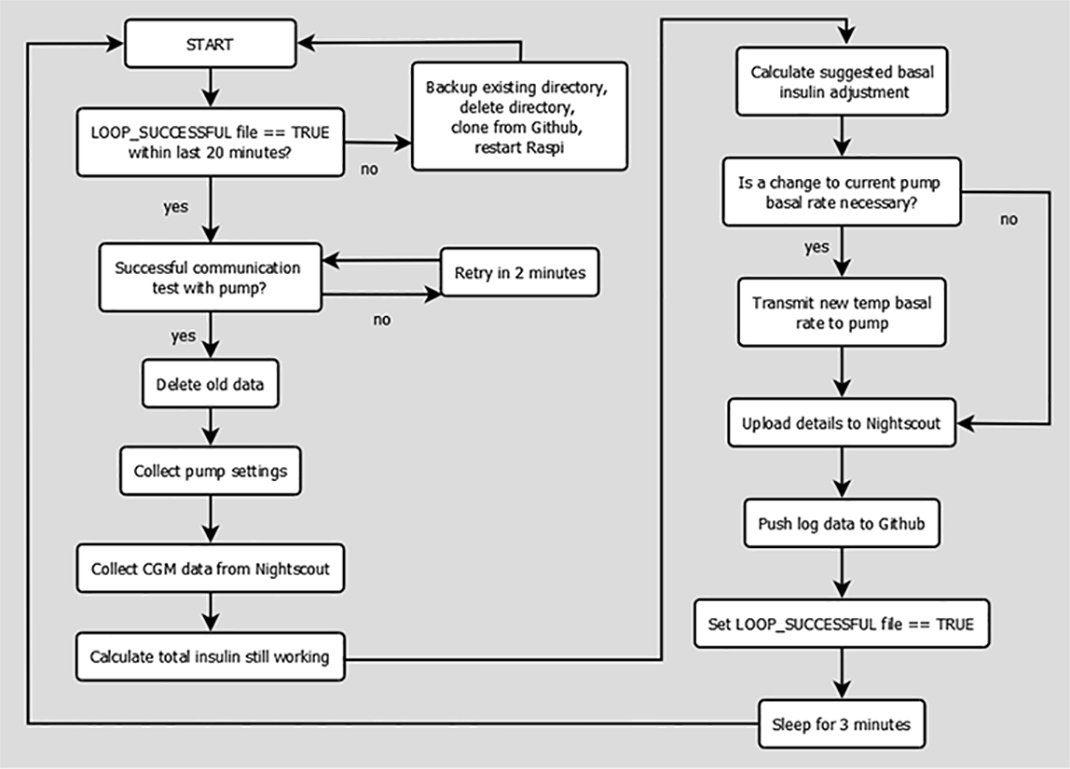 START
LOOP_SUCCESSFUL file == TRUE
within last 20 minutes?
no
Backup existing directory,
delete directory,
clone from Github,
restart Raspi
yes
Successful communication
test with pump?
Retry in 2 minutes
no
yes
Delete old data
Collect pump settings
Collect CGM data from Nightscout
Calculate total insulin still working
Calculate suggested basal
insulin adjustment
Is a change to current pump
basal rate necessary?
no
yes
Transmit new temp basal
rate to pump
Upload details to Nightscout
Push log data to Github
Set LOOP_SUCCESSFUL file == TRUE
Sleep for 3 minutes